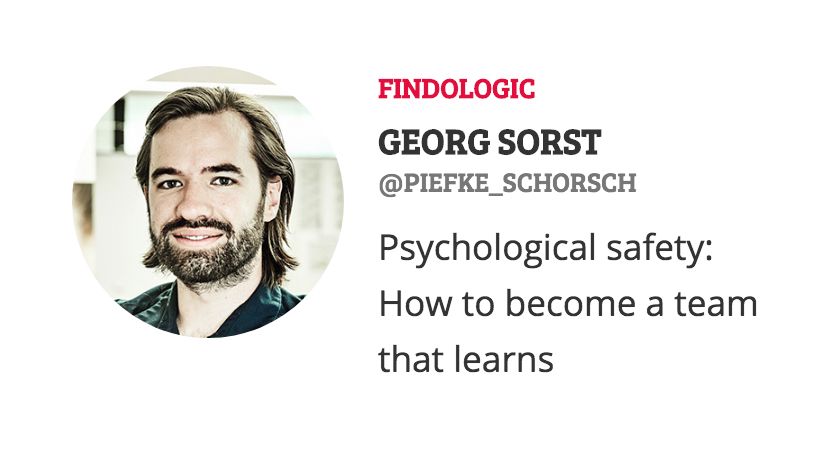 FINDOLOGIC
GEORG SORST
@PIEFKE_SCHORSCH
Psychological safety:
How to become a team
that learns